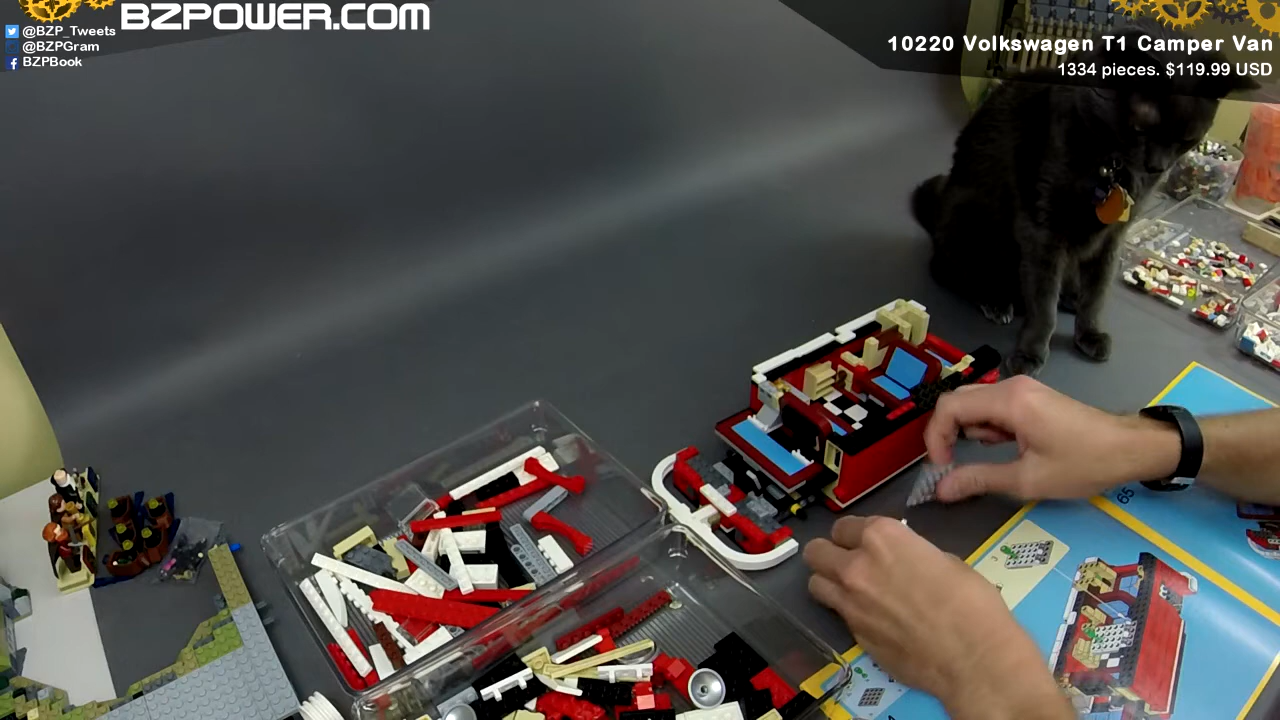 BZPOWER.COM
@BZP_Tweets
@BZPGram
BZPBook
10220 Volkswagen T1 Camper Van
1334 pieces. $119.99 USD
65